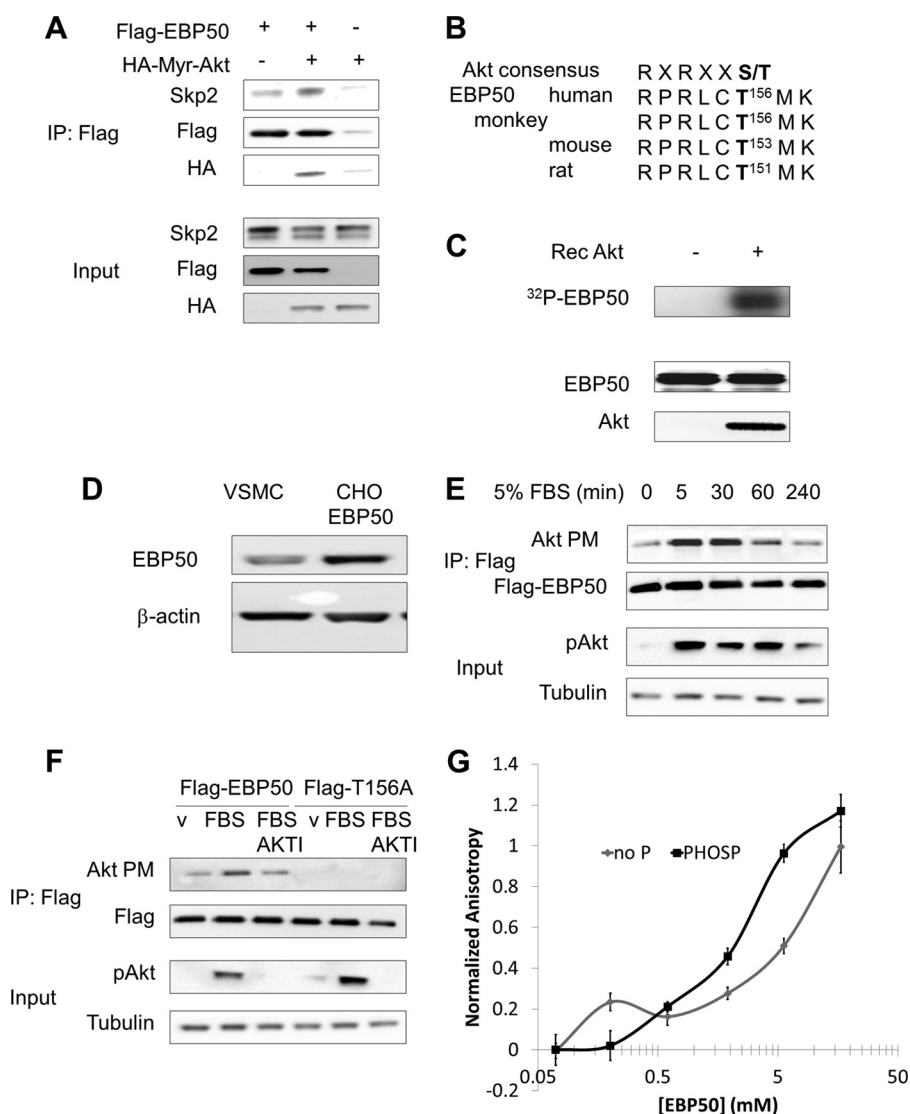 A
Flag-EBP50 + + -
HA-Myr-Akt - + +
Skp2
IP: Flag Flag
HA
Skp2
Input Flag
HA
B
Akt consensus R X R X X S/T
EBP50 human R P R L C T156 M K
monkey R P R L C T156 M K
mouse R P R L C T153 M K
rat R P R L C T151 M K
C
Rec Akt - +
32P-EBP50
EBP50
Akt
D
VSMC CHO
EBP50
EBP50
β-actin
E
5% FBS (min) 0 5 30 60 240
Akt PM
IP: Flag
Flag-EBP50
pAkt
Input
Tubulin
F
Flag-EBP50 Flag-T156A
v FBS FBS v FBS FBS
AKTI AKTI
Akt PM
IP: Flag
Flag
pAkt
Input
Tubulin
G
Normalized Anisotropy
1.4
1.2
1
0.8
0.6
0.4
0.2
0
-0.2
no P PHOSP
0.05 0.5 5 50
[EBP50] (mM)